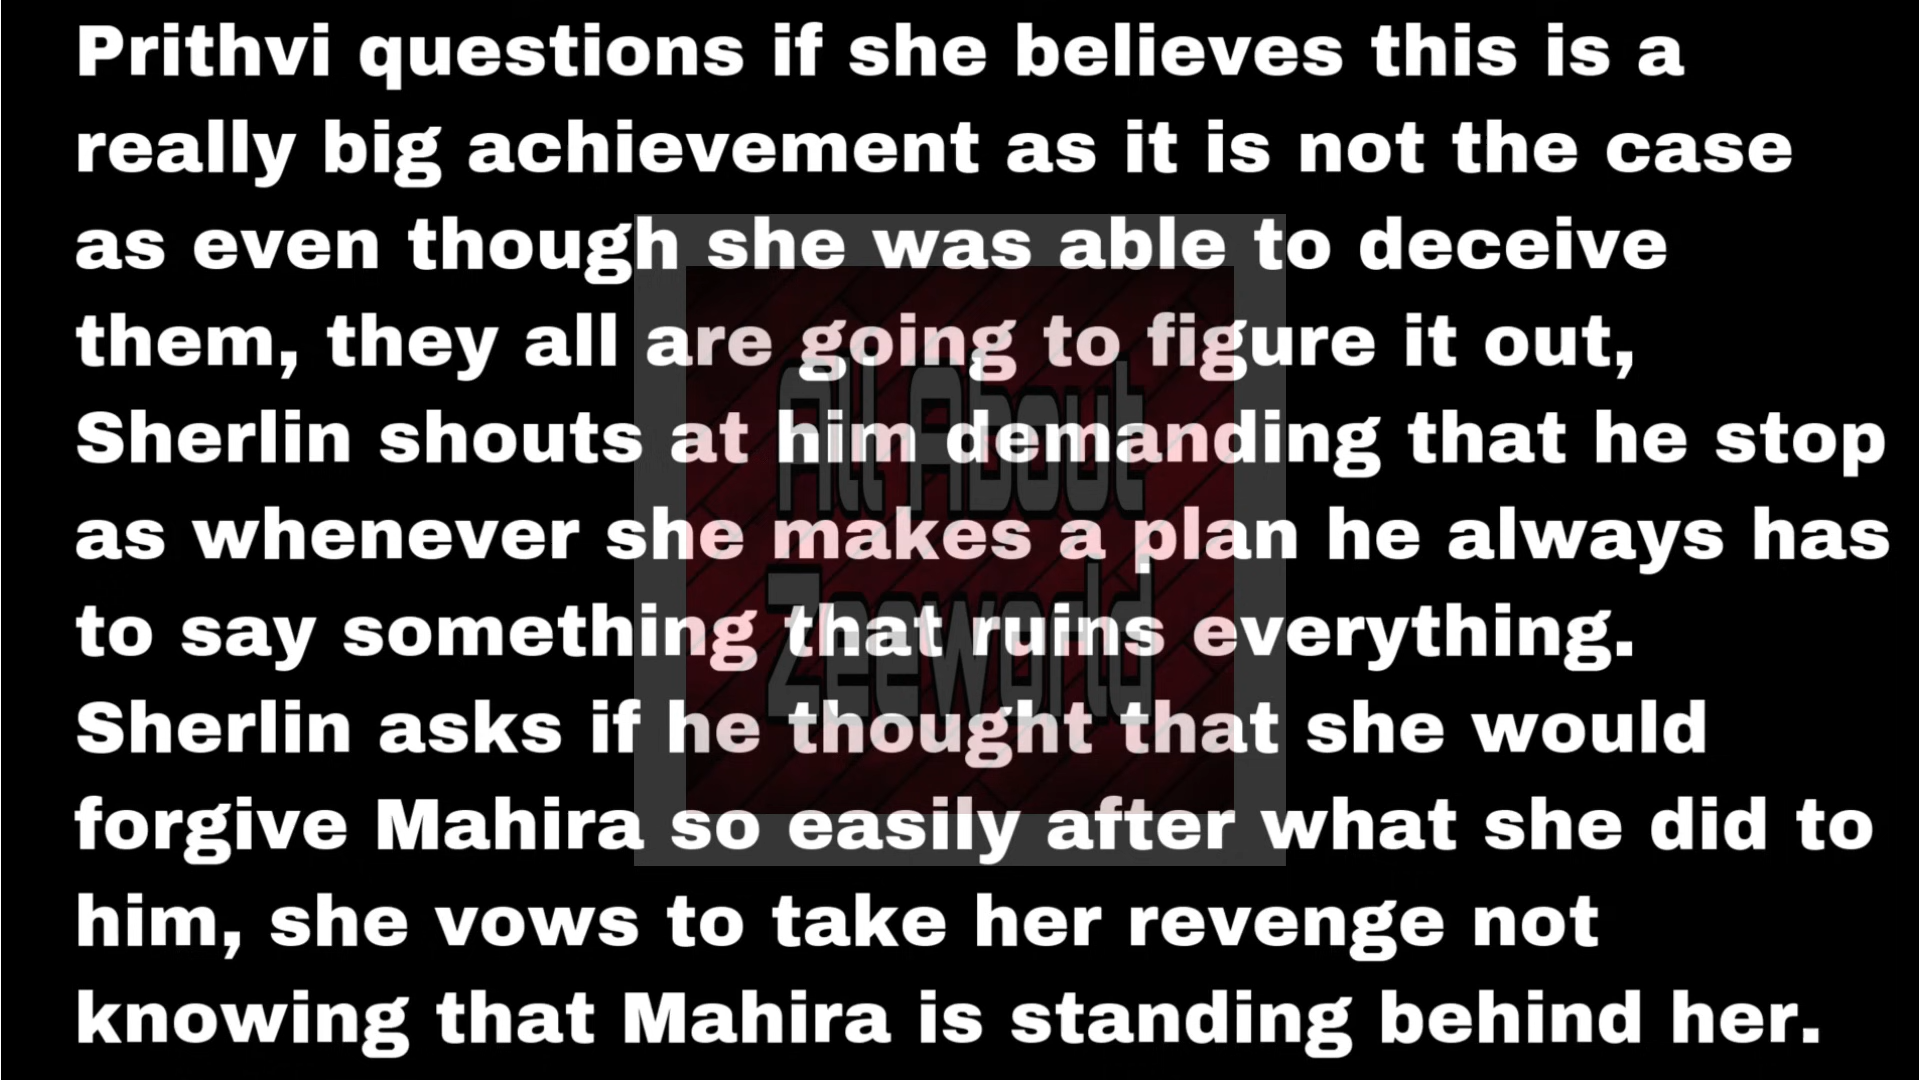 Prithvi questions if she believes this is a
really big achievement as it is not the case
as even though she was able to deceive
them, they all are going to figure it out,
Sherlin shouts at him demanding that he stop
as whenever she makes a plan he always has
to say something that ruins everything.
Sherlin asks if he thought that she would
forgive Mahira so easily after what she did to
him, she vows to take her revenge not
knowing that Mahira is standing behind her.
All About
Zeeworld